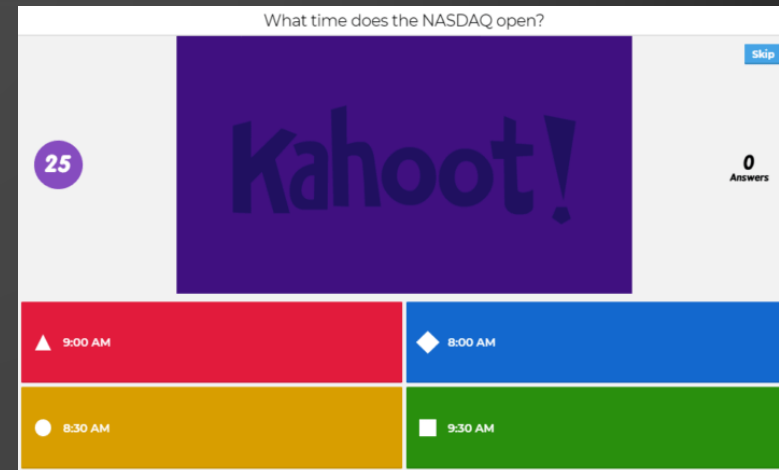 What time does the NASDAQ open?
Skip
25
Kahoot!
0
Answers
9:00 AM
8:00 AM
8:30 AM
9:30 AM